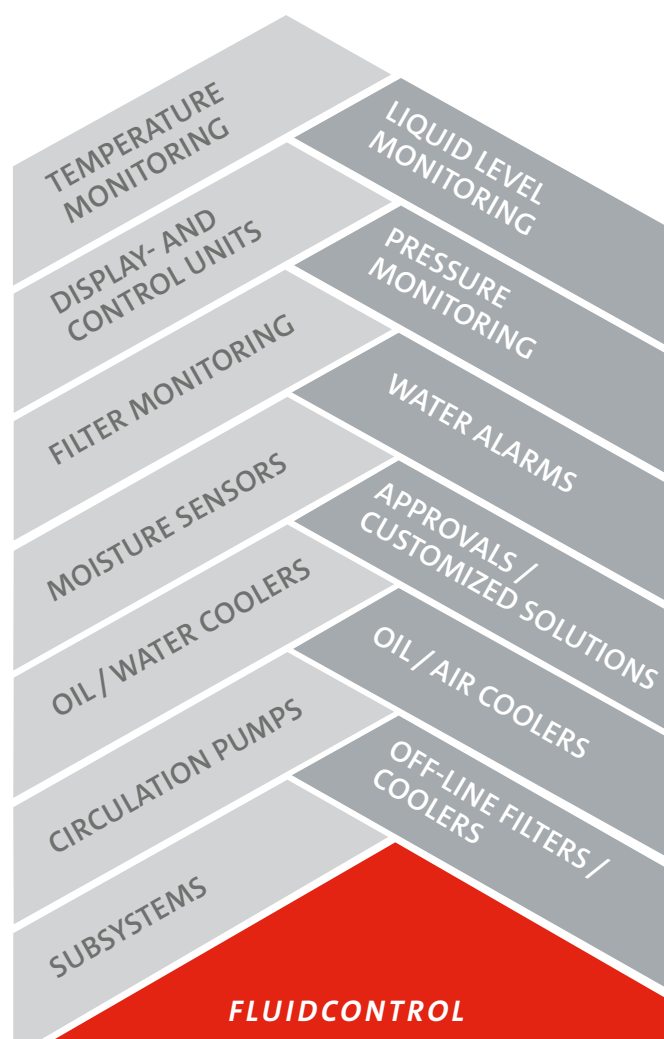 TEMPERATURE
MONITORING
LIQUID LEVEL
MONITORING
DISPLAY- AND
CONTROL UNITS
PRESSURE
MONITORING
FILTER MONITORING
WATER ALARMS
MOISTURE SENSORS
APPROVALS /
CUSTOMIZED SOLUTIONS
OIL / WATER COOLERS
OIL / AIR COOLERS
CIRCULATION PUMPS
OFF-LINE FILTERS /
COOLERS
SUBSYSTEMS
FLUIDCONTROL